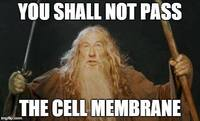 YOU SHALL NOT PASS
THE CELL MEMBRANE
imgflip.com